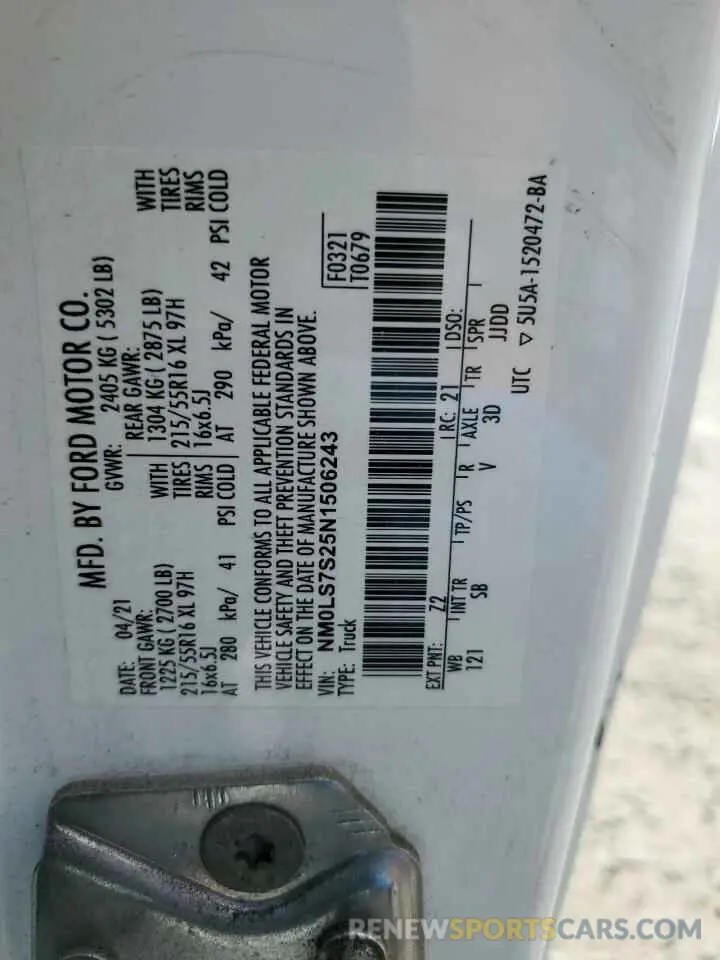 MFD. BY FORD MOTOR CO.
DATE: 04/21
GVWR: 2405 KG ( 5302 LB)
FRONT GAWR:
1225 KG ( 2700 LB) WITH
215/55R16 XL 97H TIRES
16x6.5J RIMS
AT 280 kPa/ 41 PSI COLD
REAR GAWR:
1304 KG ( 2875 LB) WITH
215/55R16 XL 97H TIRES
16x6.5J RIMS
AT 290 kPa/ 42 PSI COLD
THIS VEHICLE CONFORMS TO ALL APPLICABLE FEDERAL MOTOR
VEHICLE SAFETY AND THEFT PREVENTION STANDARDS IN
EFFECT ON THE DATE OF MANUFACTURE SHOWN ABOVE.
VIN: NM0LS7S25N1506243
TYPE: Truck
F0321
T0679
EXT PNT: Z2 RC: 21 DSO:
WB INT TR TP/PS R AXLE TR SPR
121 SB V 3D JJDD
UTC ▽ 5U5A-1520472-BA
RENEWSPORTSCARS.COM